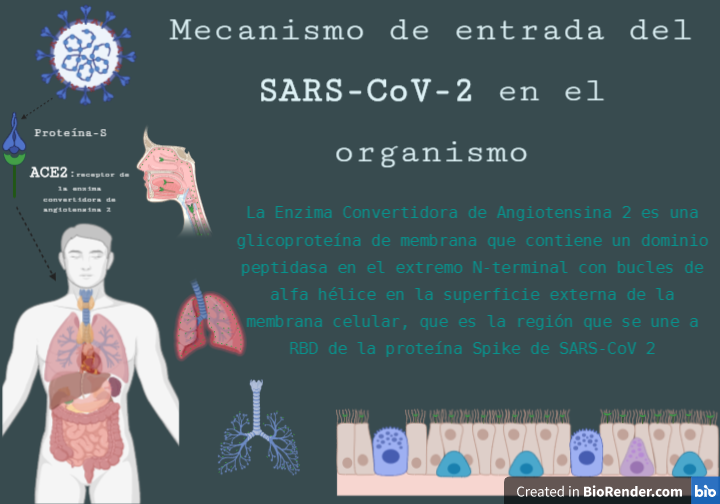 Mecanismo de entrada del
SARS-CoV-2 en el
organismo
Proteína-S
ACE2:receptor de
la enzima
convertidora de
angiotensina 2
La Enzima Convertidora de Angiotensina 2 es una
glicoproteína de membrana que contiene un dominio
peptidasa en el extremo N-terminal con bucles de
alfa hélice en la superficie externa de la
membrana celular, que es la región que se une a
RBD de la proteína Spike de SARS-CoV 2
Created in BioRender.com bio